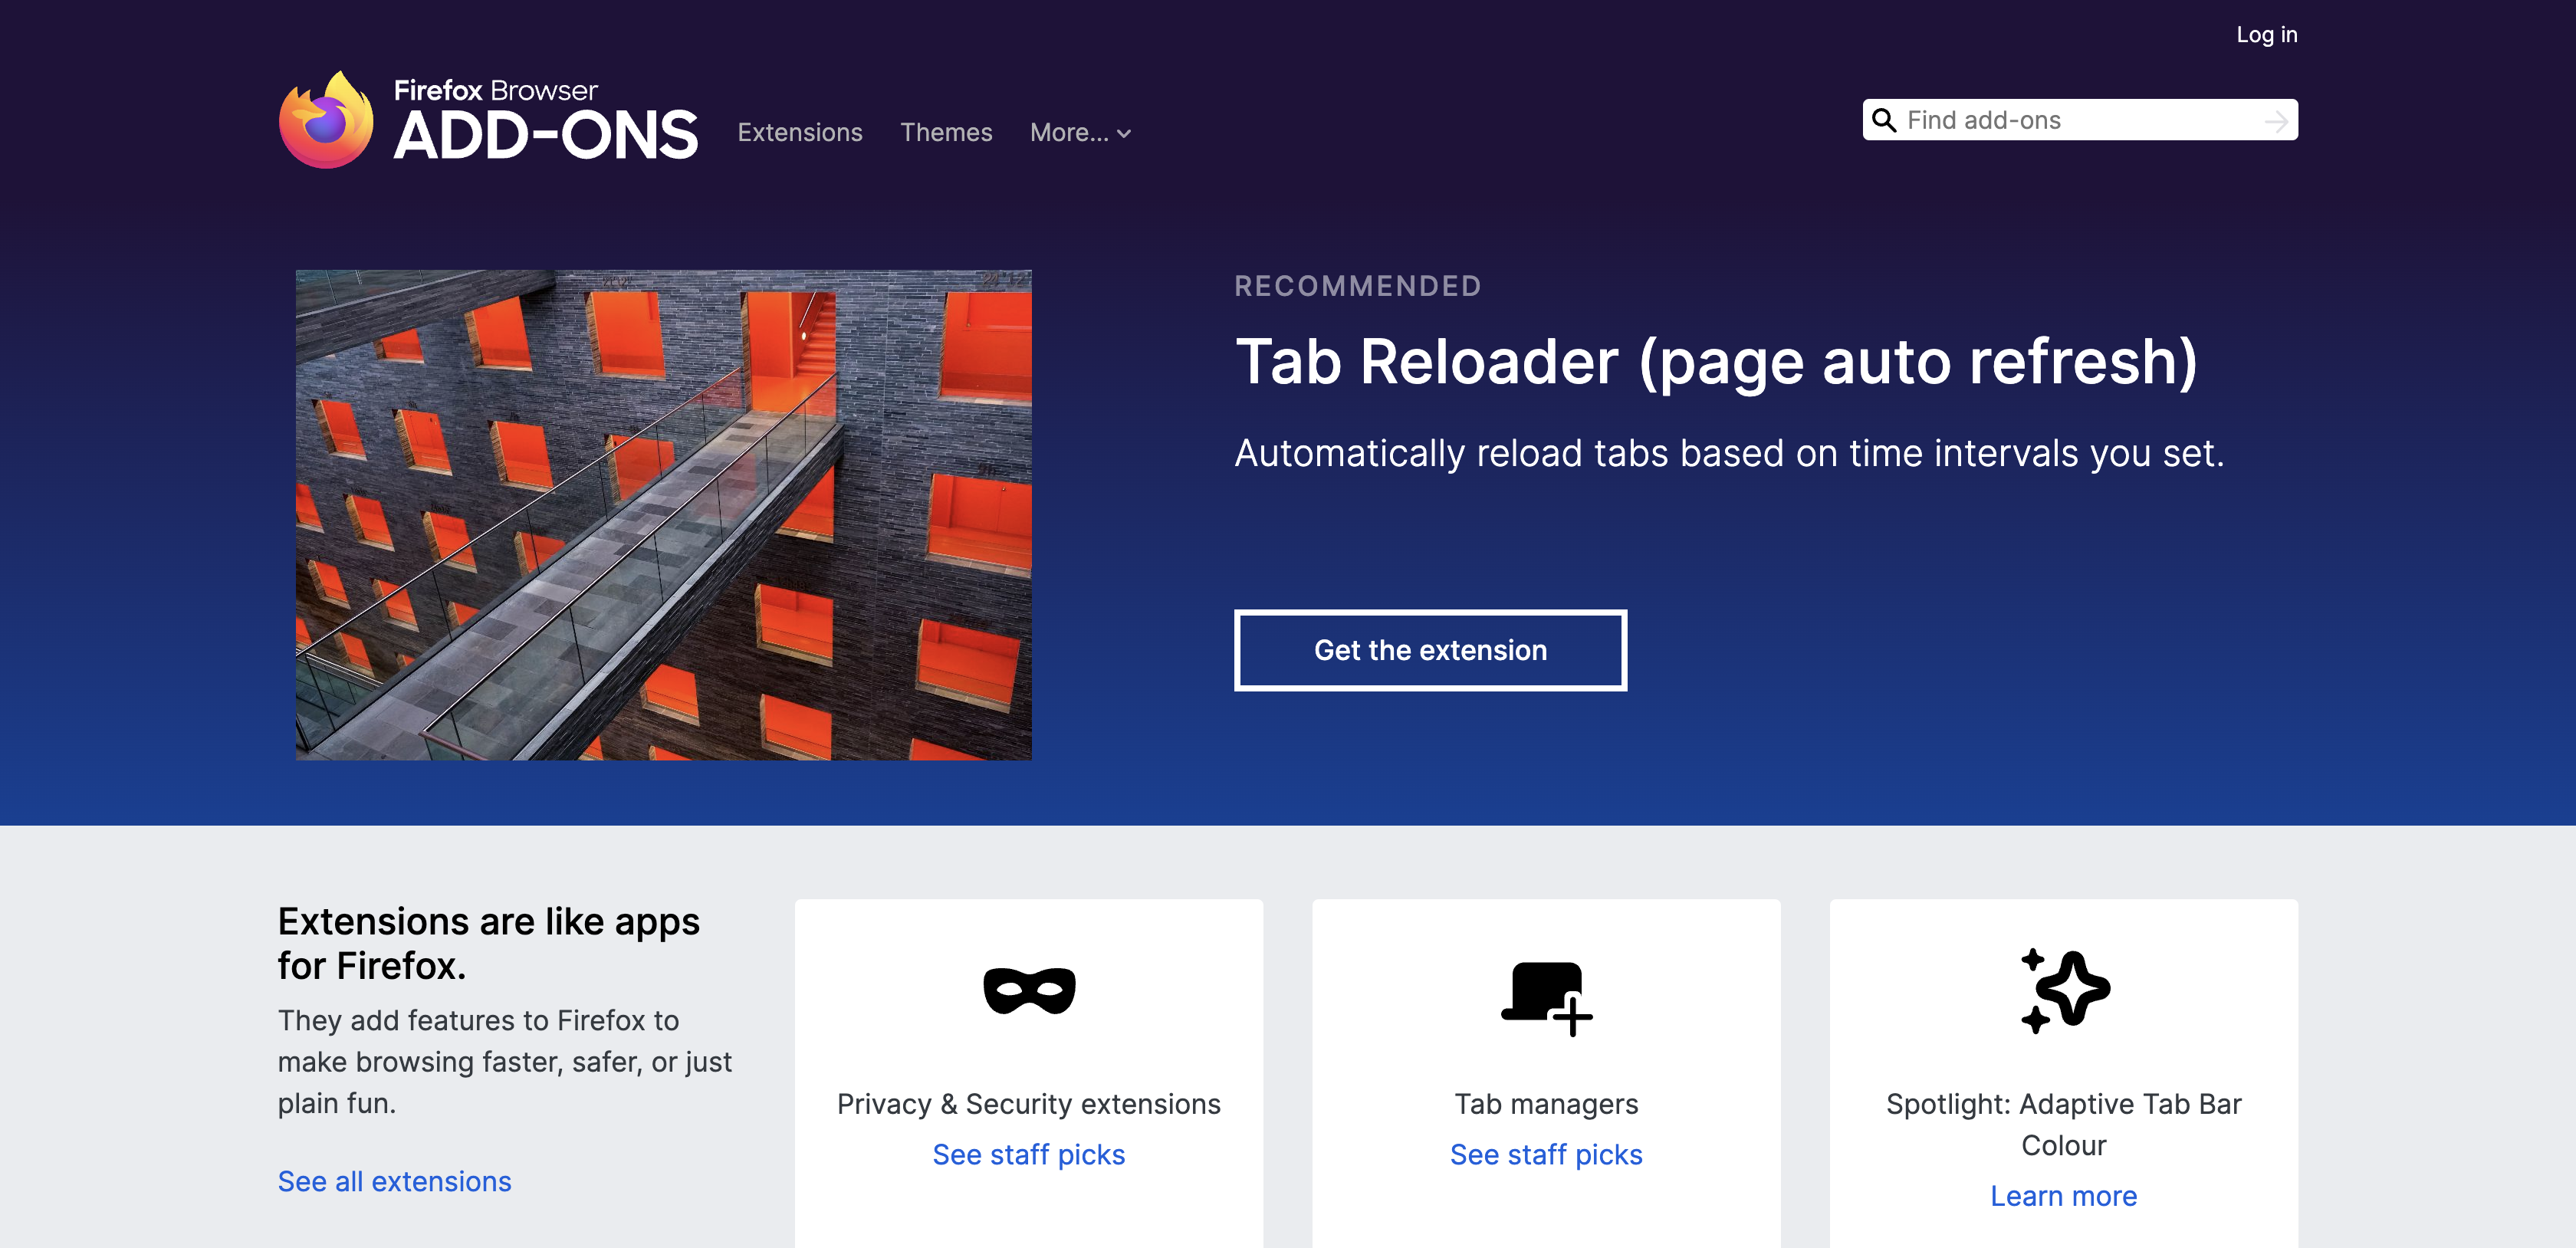 Log in
Firefox Browser
ADD-ONS
Extensions
Themes
More...
Find add-ons
RECOMMENDED
Tab Reloader (page auto refresh)
Automatically reload tabs based on time intervals you set.
Get the extension
Extensions are like apps
for Firefox.
They add features to Firefox to
make browsing faster, safer, or just
plain fun.
See all extensions
Privacy & Security extensions
See staff picks
Tab managers
See staff picks
Spotlight: Adaptive Tab Bar
Colour
Learn more